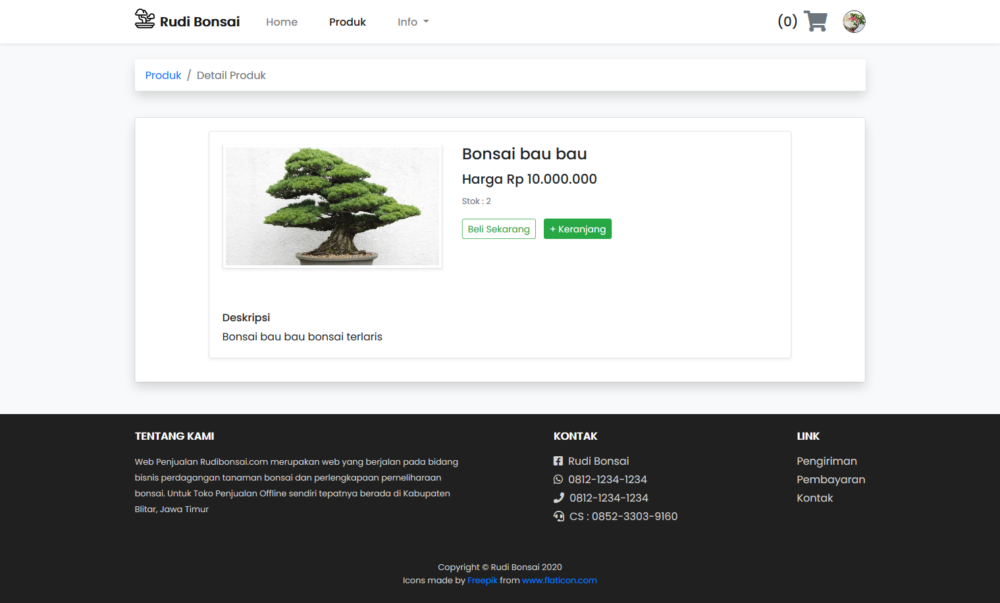 Rudi Bonsai
Home
Produk
Info
(0)
Produk / Detail Produk
Bonsai bau bau
Harga Rp 10.000.000
Stok : 2
Beli Sekarang
+ Keranjang
Deskripsi
Bonsai bau bau bonsai terlaris
TENTANG KAMI
Web Penjualan Rudibonsai.com merupakan web yang berjalan pada bidang
bisnis perdagangan tanaman bonsai dan perlengkapaan pemeliharaan
bonsai. Untuk Toko Penjualan Offline sendiri tepatnya berada di Kabupaten
Blitar, Jawa Timur
KONTAK
Rudi Bonsai
0812-1234-1234
0812-1234-1234
CS : 0852-3303-9160
LINK
Pengiriman
Pembayaran
Kontak
Copyright © Rudi Bonsai 2020
Icons made by Freepik from www.flaticon.com